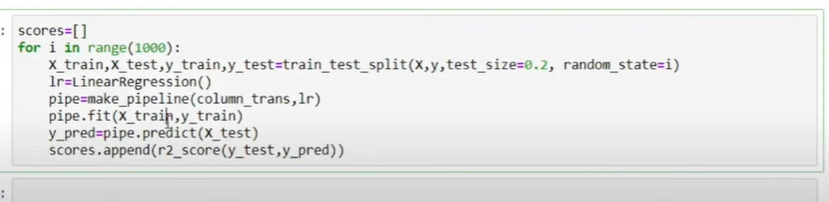 : scores=[]
for i in range(1000):
    X_train,X_test,y_train,y_test=train_test_split(X,y,test_size=0.2, random_state=i)
    lr=LinearRegression()
    pipe=make_pipeline(column_trans,lr)
    pipe.fit(X_train,y_train)
    y_pred=pipe.predict(X_test)
    scores.append(r2_score(y_test,y_pred))
: